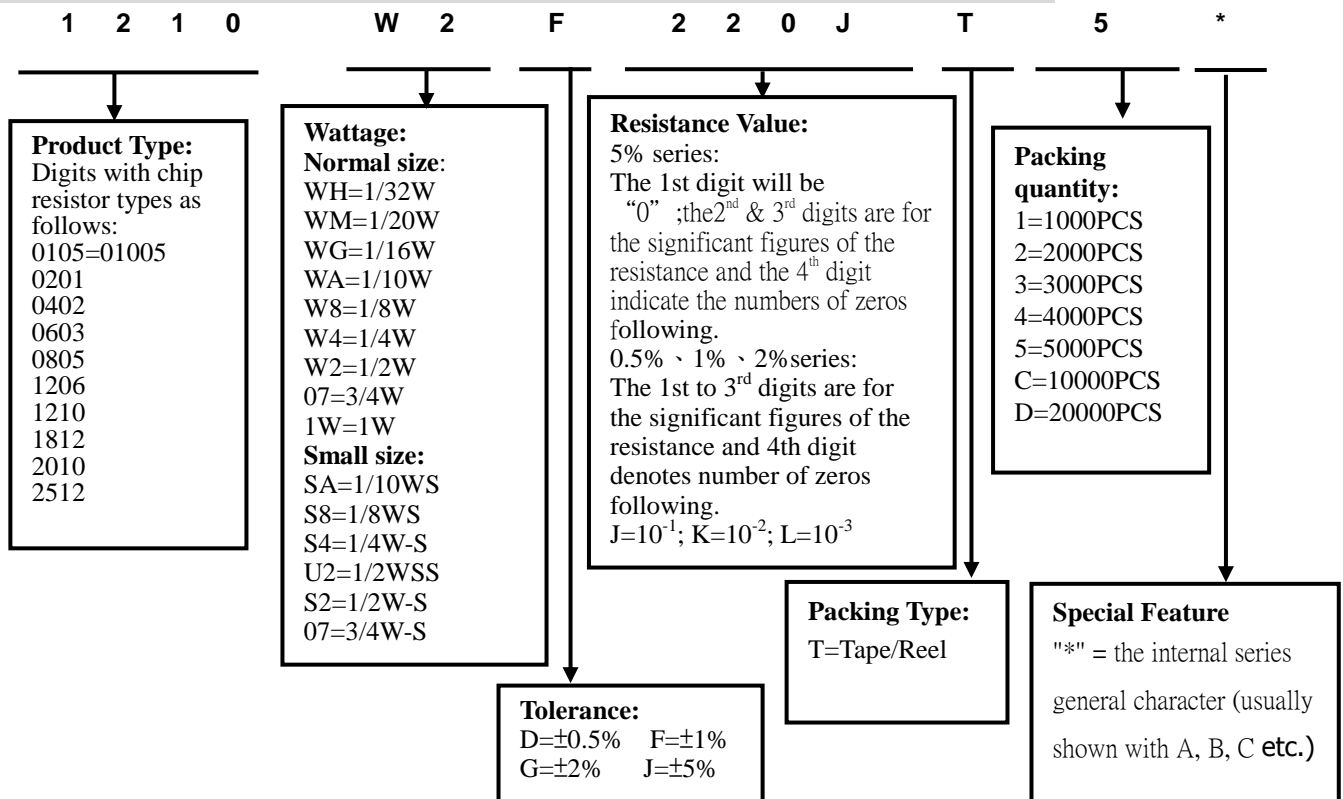 1 2 1 0 W 2 F 2 2 0 J T 5 *
Product Type:
Digits with chip
resistor types as
follows:
0105=01005
0201
0402
0603
0805
1206
1210
1812
2010
2512
Wattage:
Normal size:
WH=1/32W
WM=1/20W
WG=1/16W
WA=1/10W
W8=1/8W
W4=1/4W
W2=1/2W
07=3/4W
1W=1W
Small size:
SA=1/10WS
S8=1/8WS
S4=1/4W-S
U2=1/2WSS
S2=1/2W-S
07=3/4W-S
Tolerance:
D=±0.5% F=±1%
G=±2% J=±5%
Resistance Value:
5% series:
The 1st digit will be
“0” ;the2nd & 3rd digits are for
the significant figures of the
resistance and the 4th digit
indicate the numbers of zeros
following.
0.5%、1%、2%series:
The 1st to 3rd digits are for
the significant figures of the
resistance and 4th digit
denotes number of zeros
following.
J=10-1; K=10-2; L=10-3
Packing Type:
T=Tape/Reel
Packing
quantity:
1=1000PCS
2=2000PCS
3=3000PCS
4=4000PCS
5=5000PCS
C=10000PCS
D=20000PCS
Special Feature
"*" = the internal series
general character (usually
shown with A, B, C etc.)